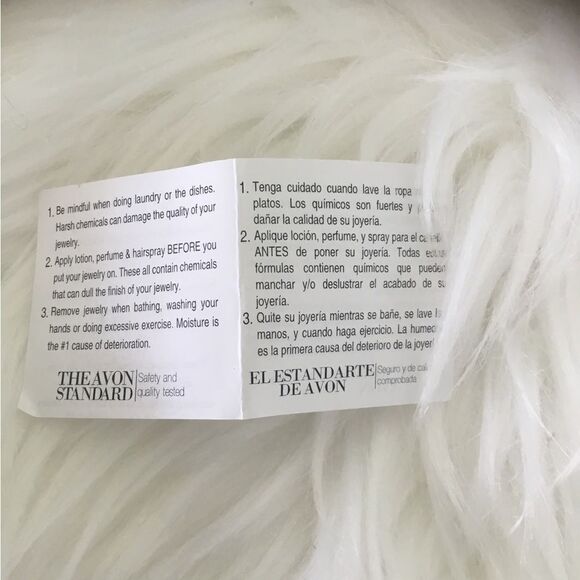 1. Be mindful when doing laundry or the dishes.
Harsh chemicals can damage the quality of your
jewelry.
2. Apply lotion, perfume & hairspray BEFORE you
put your jewelry on. These all contain chemicals
that can dull the finish of your jewelry.
3. Remove jewelry when bathing, washing your
hands or doing excessive exercise. Moisture is
the #1 cause of deterioration.
THE AVON
STANDARD
Safety and
quality tested
1. Tenga cuidado cuando lave la ropa
platos. Los químicos son fuertes y
dañar la calidad de su joyería.
2. Aplique loción, perfume, y spray para el
ANTES de poner su joyería. Todas
fórmulas contienen químicos que pueden
manchar y/o deslustrar el acabado de su
joyería.
3. Quite su joyería mientras se bañe, se lave
manos, y cuando haga ejercicio. La
es la primera causa del deterioro de la
EL ESTANDARTE
DE AVON
Seguro y de
comprobada